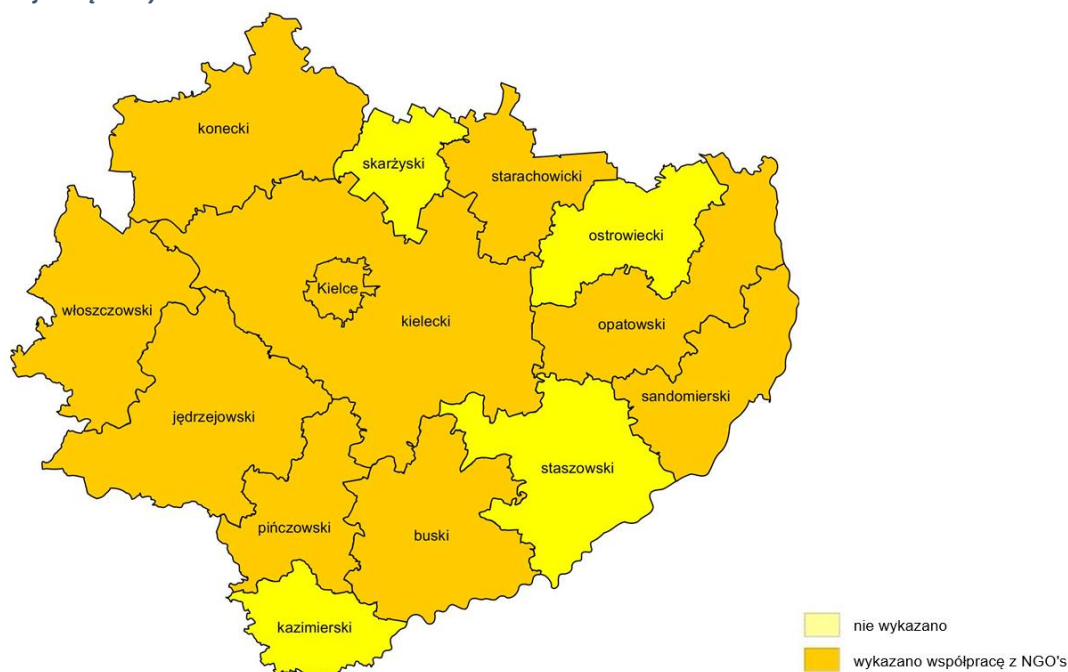 konecki
skarżyski
starachowicki
ostrowiecki
Kielce
włoszczowski
kielecki
opatowski
sandomierski
jędrzejowski
staszowski
pińczowski
buski
kazimierski
nie wykazano
wykazano współpracę z NGO's